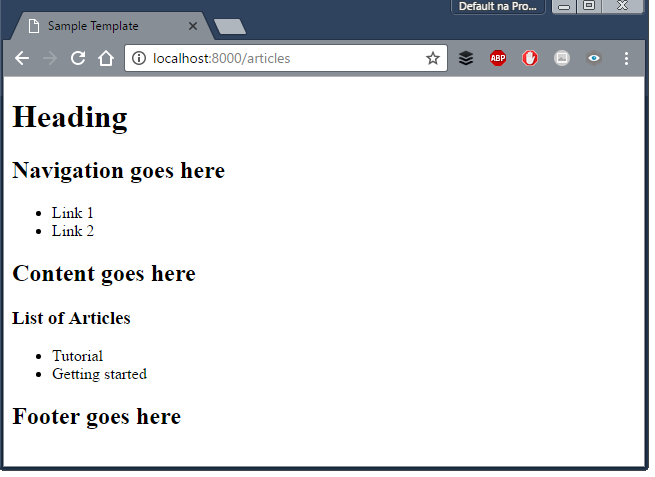 Default na Pro...
Sample Template
localhost:8000/articles
ABP
Heading
Navigation goes here
Link 1
Link 2
Content goes here
List of Articles
Tutorial
Getting started
Footer goes here